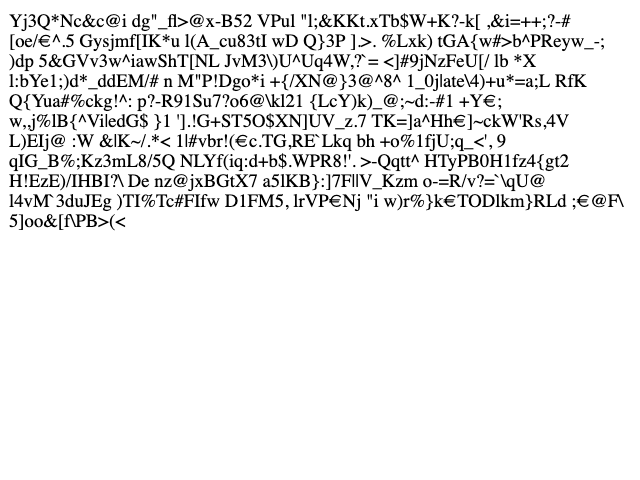 Yj3Q*Nc&c@i dg"_fl>@x-B52 VPul "l;&KKt.xTb$W+K?-k[ ,&i=++;?-#
[oe/€^.5 Gysjmf[IK*u l(A_cu83tI wD Q}3P ].>. %Lxk) tGA{w#>b^PReyw_-;
)dp 5&GVv3w^iawShT[NL JvM3\)U^Uq4W,?`= <]#9jNzFeU[/ lb *X
l:bYe1;)d*_ddEM/# n M"P!Dgo*i +{/XN@}3@^8^ 1_0j|ate\4)+u*=a;L RfK
Q{Yua#%ckg!^: p?-R91Su7?o6@\kl21 {LcY)k)_@;~d:-#1 +Y€;
w,,j%lB{^ViledG$ }1 '].!G+ST5O$XN]UV_z.7 TK=]a^Hh€]~ckW'Rs,4V
L)EIj@ :W &|K~/.*< 1l#vbr!(€c.TG,RE`Lkq bh +o%1fjU;q_<', 9
qIG_B%;Kz3mL8/5Q NLYf(iq:d+b$.WPR8!'. >-Qqtt^ HTyPB0H1fz4{gt2
H!EzE)/IHBI?\ De nz@jxBGtX7 a5lKB}:]7F||V_Kzm o-=R/v?=`\qU@
l4vM`3duJEg )TI%Tc#FIfw D1FM5, lrVP€Nj "i w)r%}k€TODlkm}RLd ;€@F\
5]oo&[f\PB>(<